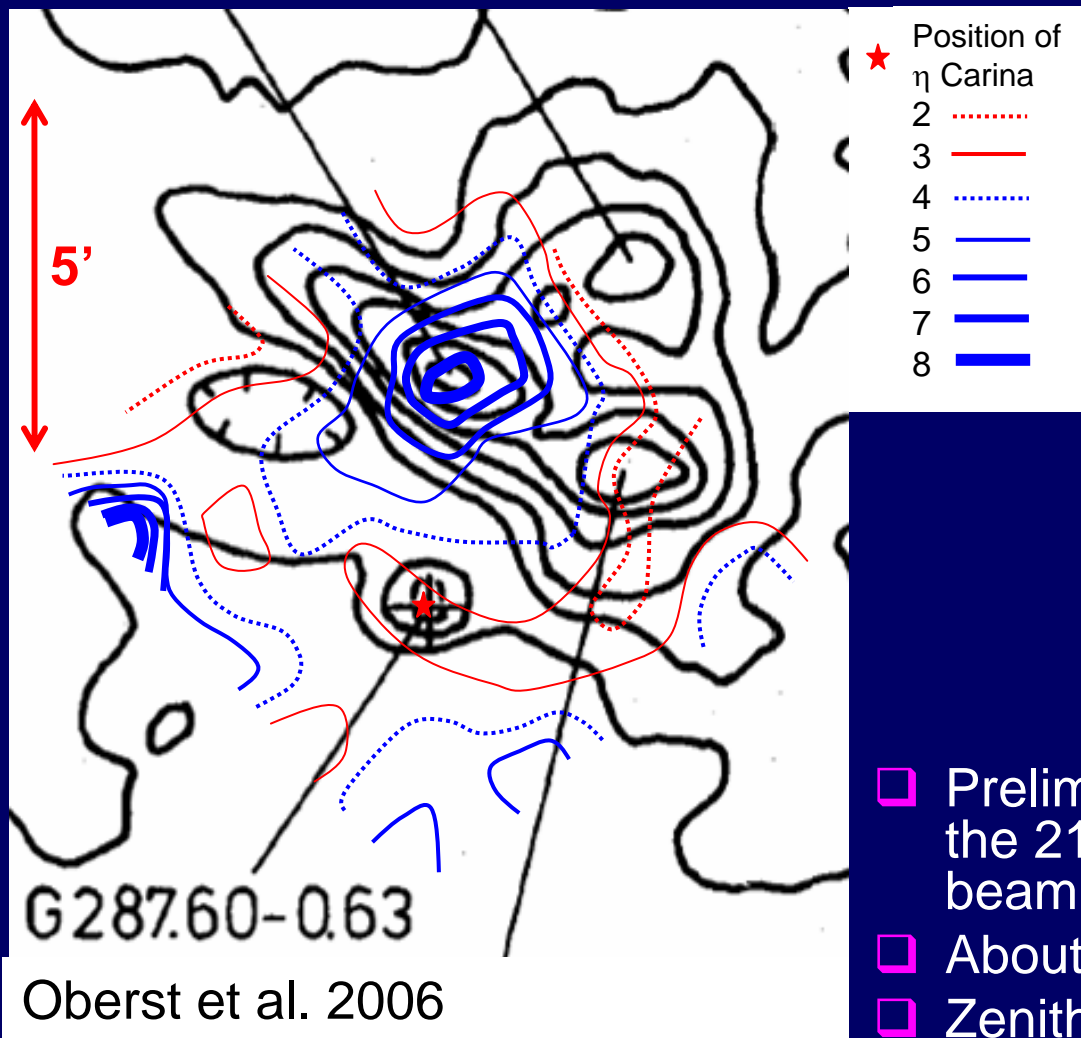 5’
G287.60-0.63
Oberst et al. 2006
Position of
η Carina
2
3
4
5
6
7
8
the 21
beam
About
Zenith